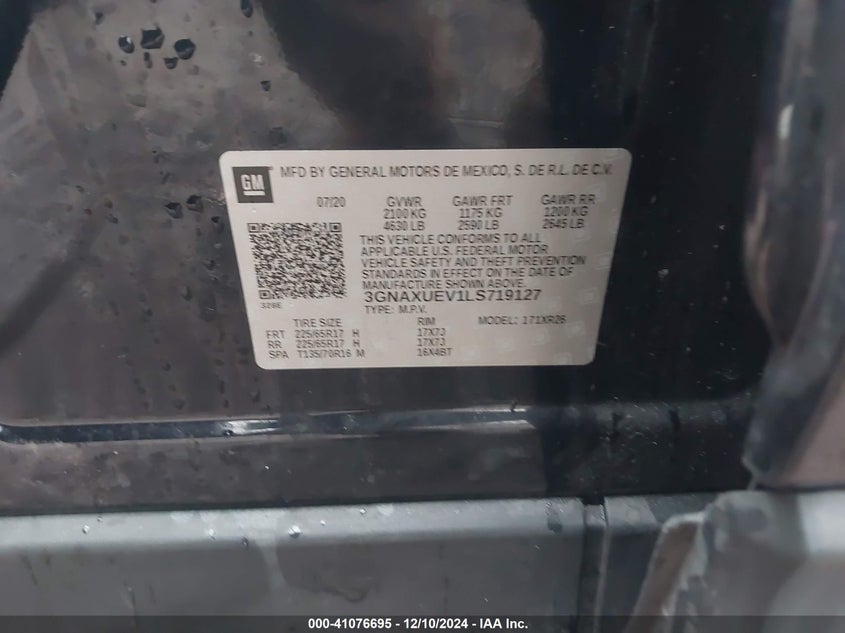 GM
MFD BY GENERAL MOTORS DE MEXICO, S. DE R.L. DE C.V.
07/20 GVWR GAWR FRT GAWR RR
2100 KG 1175 KG 1200 KG
4630 LB 2590 LB 2645 LB
THIS VEHICLE CONFORMS TO ALL
APPLICABLE U.S. FEDERAL MOTOR
VEHICLE SAFETY AND THEFT PREVENTION
STANDARDS IN EFFECT ON THE DATE OF
MANUFACTURE SHOWN ABOVE.
3GNAXUEV1LS719127
TYPE: M.P.V.
TIRE SIZE RIM MODEL: 171XR26
FRT 225/65R17 H 17X7J
RR 225/65R17 H 17X7J
SPA T135/70R16 M 16X4BT
000-41076695 - 12/10/2024 - IAA Inc.